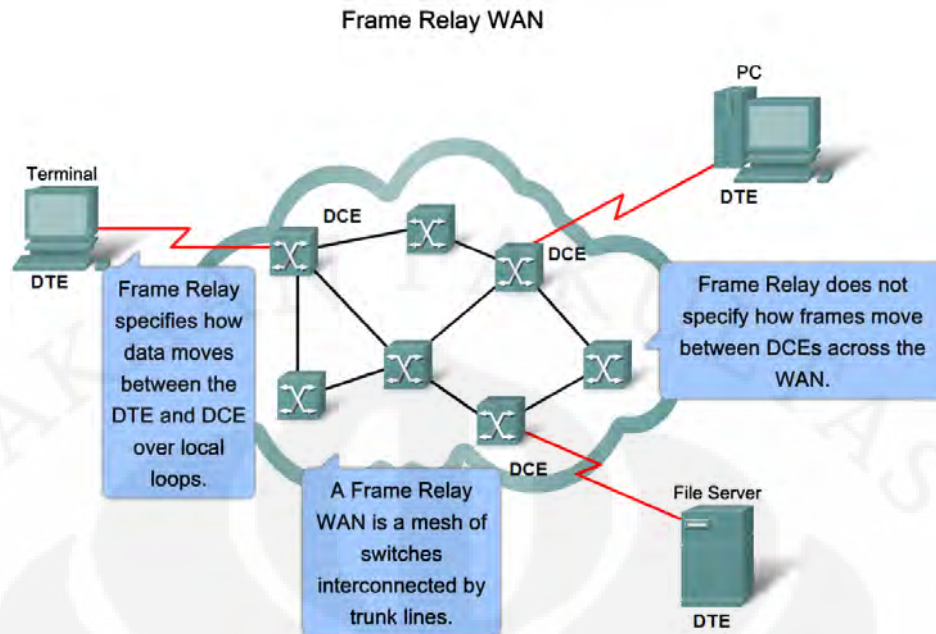 Frame Relay WAN
PC
Terminal
DCE
DTE
DCE
DTE
Frame Relay
specifies how
data moves
between the
DTE and DCE
over local
loops.
Frame Relay does not
specify how frames move
between DCEs across the
WAN.
DCE
A Frame Relay
WAN is a mesh of
switches
interconnected by
trunk lines.
File Server
DTE